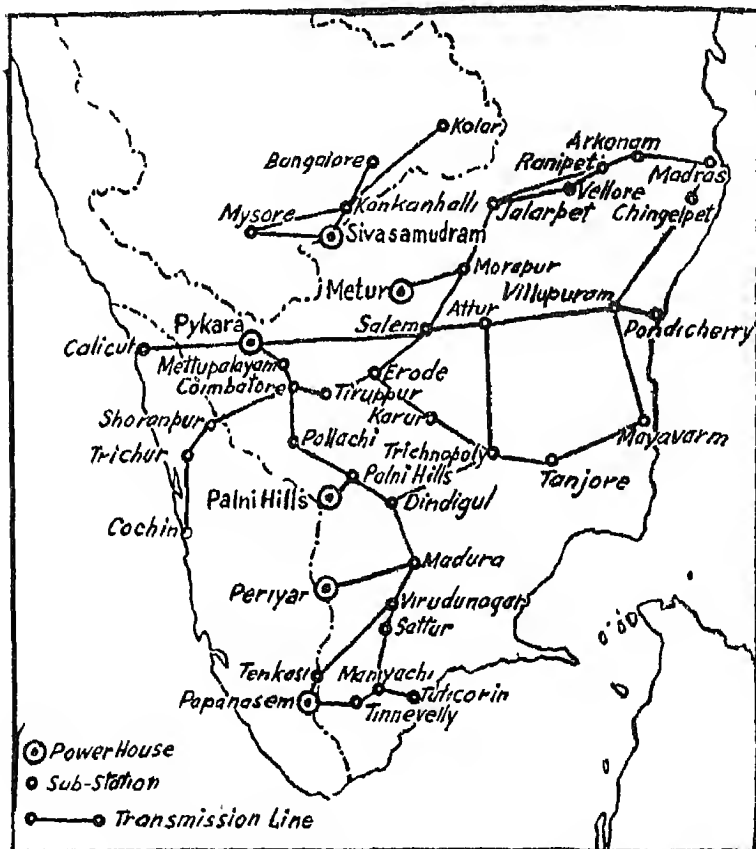 Kolar
Arkonam
Bangalore
Ranipet
Madras
Vellore
Kankanhalli
Jalarpet
Chingelpet
Mysore
Sivasamudram
Morapur
Metur
Villupuram
Attur
Pykara
Salem
Pondicherry
Calicut
Mettupalayam
Erode
Coimbatore
Tiruppur
Karur
Shoranpur
Mayavarm
Pollachi
Trichnopoly
Trichur
Palni Hills
Tanjore
Palni Hills
Dindigul
Cochin
Madura
Periyar
Virudunagar
Sattur
Tenkasi
Maniyachi
Papanasem
Tuticorin
Tinnevelly
Power House
Sub-Station
Transmission Line